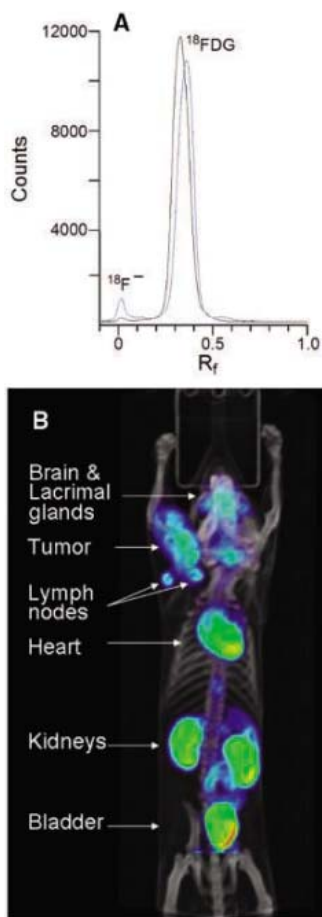 A
12000
8000
4000
Counts
¹⁸FDG
¹⁸F⁻
0
0.5
1.0
R_f
B
Brain &
Lacrimal
glands
Tumor
Lymph
nodes
Heart
Kidneys
Bladder